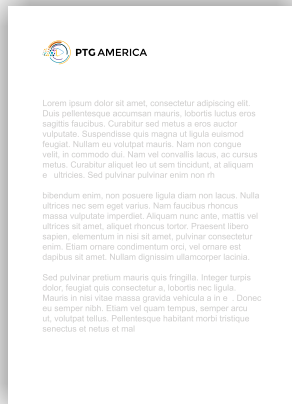 PTG AMERICA
Lorem ipsum dolor sit amet, consectetur adipiscing elit.
Duis pellentesque accumsan mauris, lobortis luctus eros
sagittis faucibus. Curabitur sed metus a eros auctor
vulputate. Suspendisse quis magna ut ligula euismod
feugiat. Nullam eu volutpat mauris. Nam non congue
velit, in commodo dui. Nam vel convallis lacus, ac cursus
metus. Curabitur aliquet leo ut sem tincidunt, at aliquam
e ultricies. Sed pulvinar pulvinar enim non rh
bibendum enim, non posuere ligula diam non lacus. Nulla
ultrices nec sem eget varius. Nam faucibus rhoncus
massa vulputate imperdiet. Aliquam nunc ante, mattis vel
ultrices sit amet, aliquet rhoncus tortor. Praesent libero
sapien, elementum in nisi sit amet, pulvinar consectetur
enim. Etiam ornare condimentum orci, vel ornare est
dapibus sit amet. Nullam dignissim ullamcorper lacinia.
Sed pulvinar pretium mauris quis fringilla. Integer turpis
dolor, feugiat quis consectetur a, lobortis nec ligula.
Mauris in nisl vitae massa gravida vehicula a in e . Donec
eu semper nibh. Etiam vel quam tempus, semper arcu
ut, volutpat tellus. Pellentesque habitant morbi tristique
senectus et netus et mal